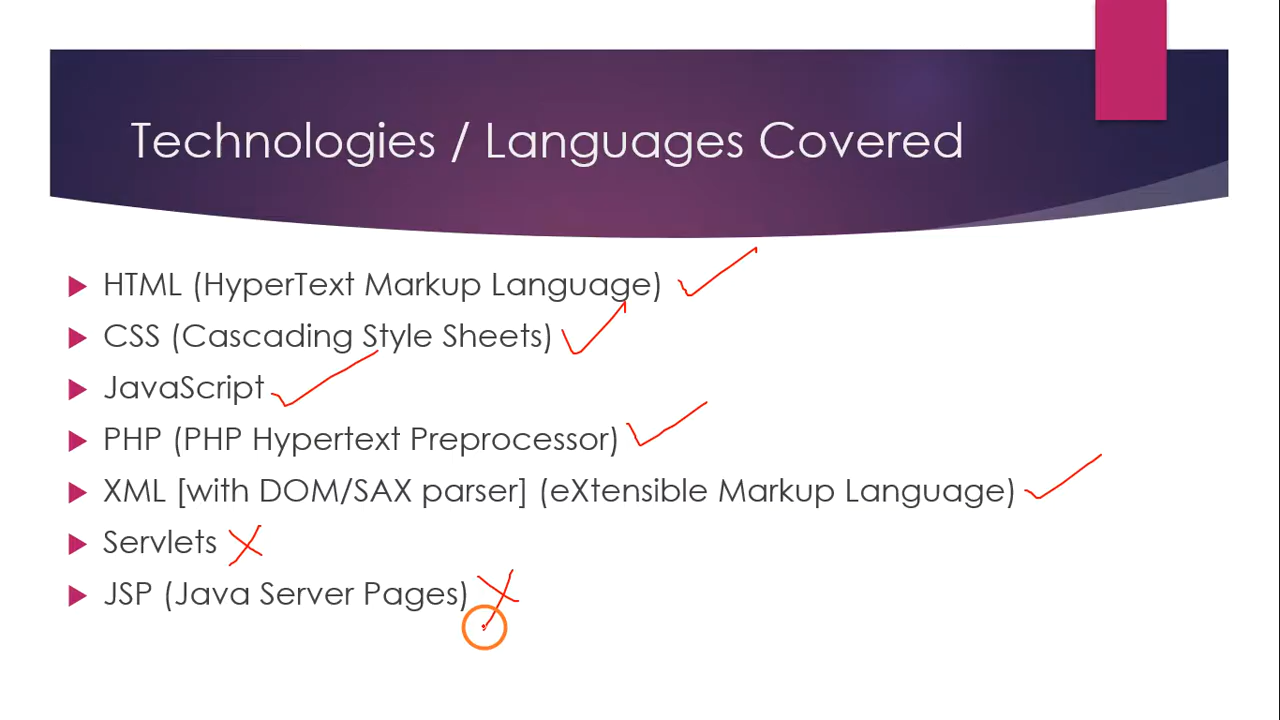 Technologies / Languages Covered
HTML (HyperText Markup Language)
CSS (Cascading Style Sheets)
JavaScript
PHP (PHP Hypertext Preprocessor)
XML [with DOM/SAX parser] (eXtensible Markup Language)
Servlets
JSP (Java Server Pages)